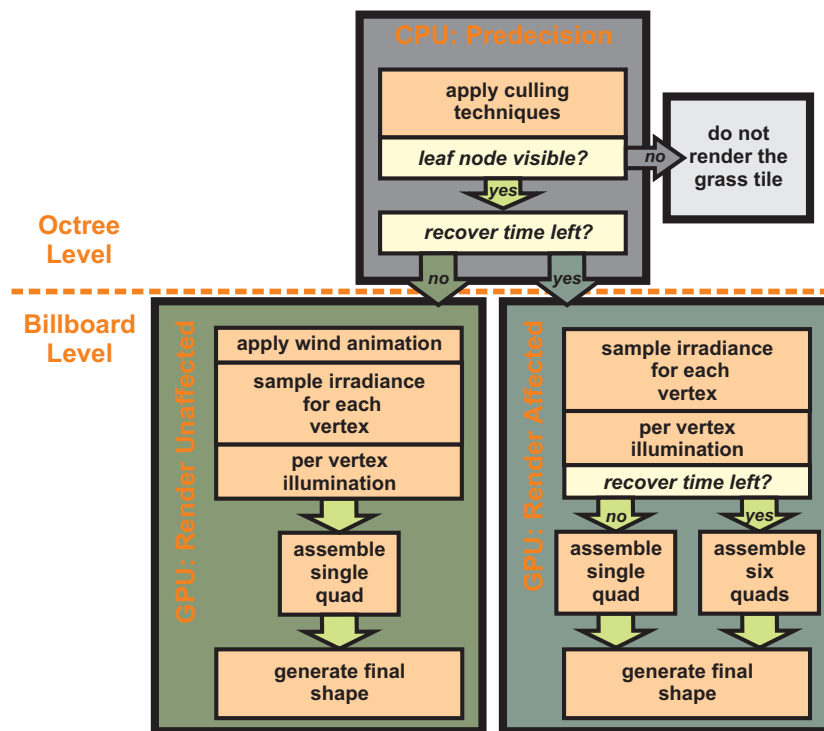 CPU: Predecision
apply culling
techniques
leaf node visible?
no
do not
render the
grass tile
yes
recover time left?
Octree
Level
no
yes
Billboard
Level
GPU: Render Unaffected
apply wind animation
sample irradiance
for each
vertex
per vertex
illumination
assemble
single
quad
generate final
shape
GPU: Render Affected
sample irradiance
for each
vertex
per vertex
illumination
recover time left?
no
yes
assemble
single
quad
assemble
six
quads
generate final
shape